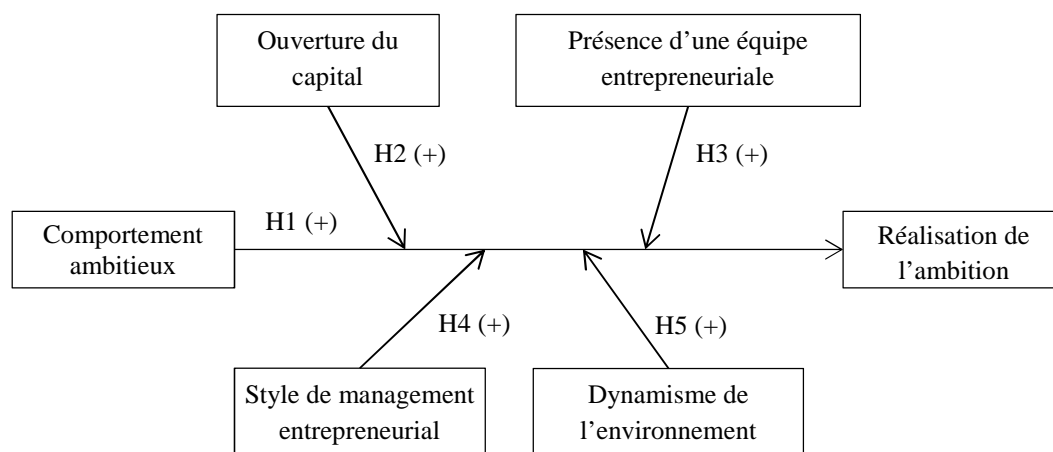 Ouverture du
capital
Présence d’une équipe
entrepreneuriale
H2 (+)
H3 (+)
H1 (+)
Comportement
ambitieux
Réalisation de
l’ambition
H4 (+)
H5 (+)
Style de management
entrepreneurial
Dynamisme de
l’environnement